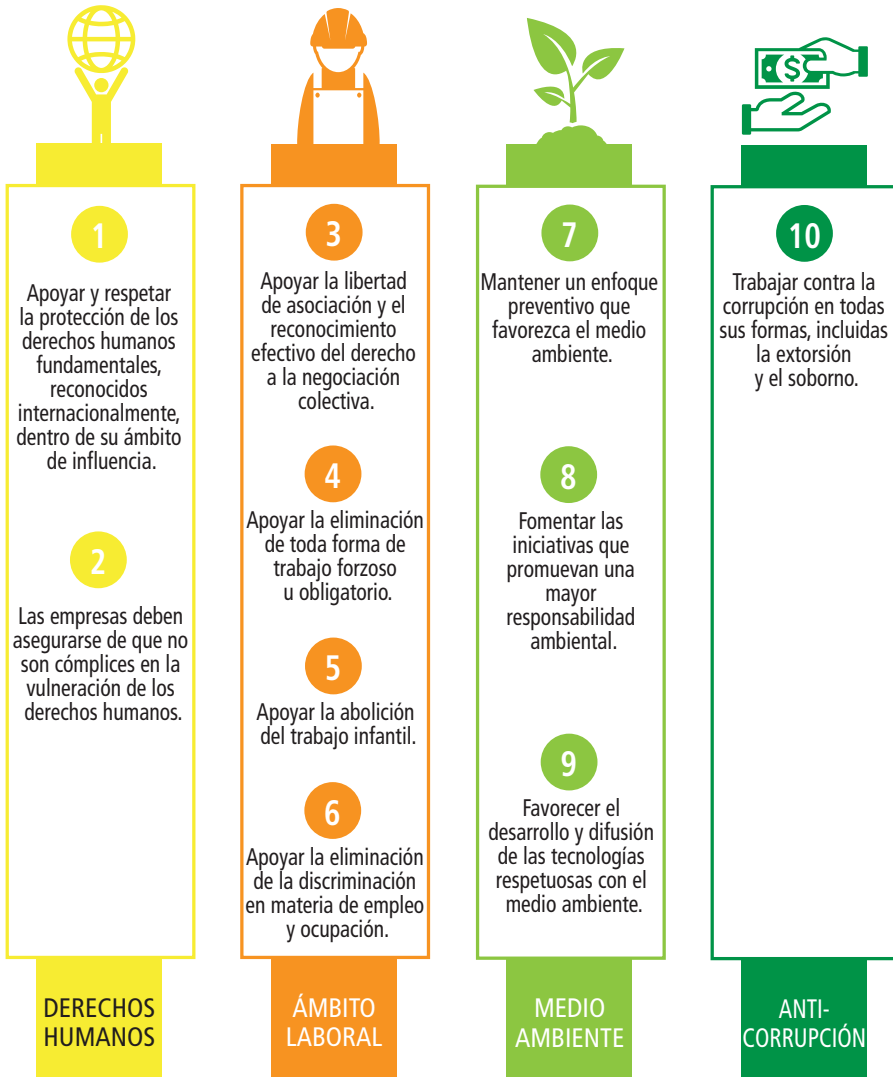 1
Apoyar y respetar
la protección de los
derechos humanos
fundamentales,
reconocidos
internacionalmente,
dentro de su ámbito
de influencia.
2
Las empresas deben
asegurarse de que no
son cómplices en la
vulneración de los
derechos humanos.
DERECHOS
HUMANOS
3
Apoyar la libertad
de asociación y el
reconocimiento
efectivo del derecho
a la negociación
colectiva.
4
Apoyar la eliminación
de toda forma de
trabajo forzoso
u obligatorio.
5
Apoyar la abolición
del trabajo infantil.
6
Apoyar la eliminación
de la discriminación
en materia de empleo
y ocupación.
ÁMBITO
LABORAL
7
Mantener un enfoque
preventivo que
favorezca el medio
ambiente.
8
Fomentar las
iniciativas que
promuevan una
mayor
responsabilidad
ambiental.
9
Favorecer el
desarrollo y difusión
de las tecnologías
respetuosas con el
medio ambiente.
MEDIO
AMBIENTE
$
10
Trabajar contra la
corrupción en todas
sus formas, incluidas
la extorsión
y el soborno.
ANTI-
CORRUPCIÓN